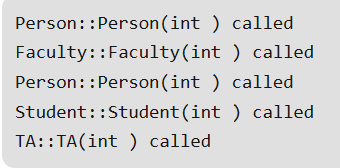 Person::Person(int ) called
Faculty::Faculty(int ) called
Person::Person(int ) called
Student::Student(int ) called
TA::TA(int ) called